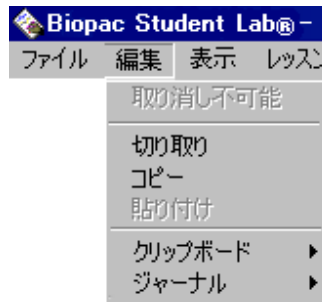 Biopac Student Lab® -
ファイル 編集 表示 レッスン
取り消し不可能
切り取り
コピー
貼り付け
クリップボード
ジャーナル